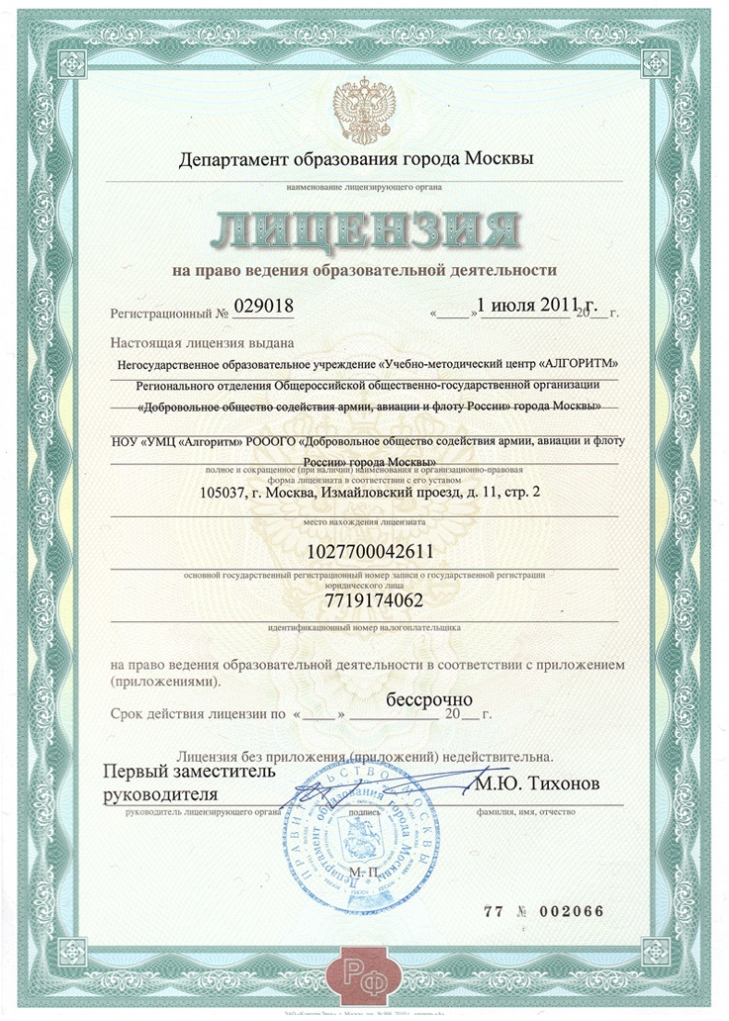 Департамент образования города Москвы
наименование лицензирующего органа
ЛИЦЕНЗИЯ
на право ведения образовательной деятельности
Регистрационный № 029018 «____» 1 июля 2011 г. 20__ г.
Настоящая лицензия выдана
Негосударственное образовательное учреждение «Учебно-методический центр «АЛГОРИТМ»
Регионального отделения Общероссийской общественно-государственной организации
«Добровольное общество содействия армии, авиации и флоту России» города Москвы»
НОУ «УМЦ «Алгоритм» РОООГО «Добровольное общество содействия армии, авиации и флоту
России» города Москвы»
полное и сокращенное (при наличии) наименования и организационно-правовая
форма лицензиата в соответствии с его уставом
105037, г. Москва, Измайловский проезд, д. 11, стр. 2
место нахождения лицензиата
1027700042611
основной государственный регистрационный номер записи о государственной регистрации
юридического лица
7719174062
идентификационный номер налогоплательщика
на право ведения образовательной деятельности в соответствии с приложением
(приложениями).
бессрочно
Срок действия лицензии по «____» ____________ 20__ г.
Лицензия без приложения (приложений) недействительна.
Первый заместитель
руководителя
М.Ю. Тихонов
руководитель лицензирующего органа подпись фамилия, имя, отчество
ПРАВИТЕЛЬСТВО МОСКВЫ
Департамент образования города Москвы
М. П.
77 № 002066
РФ